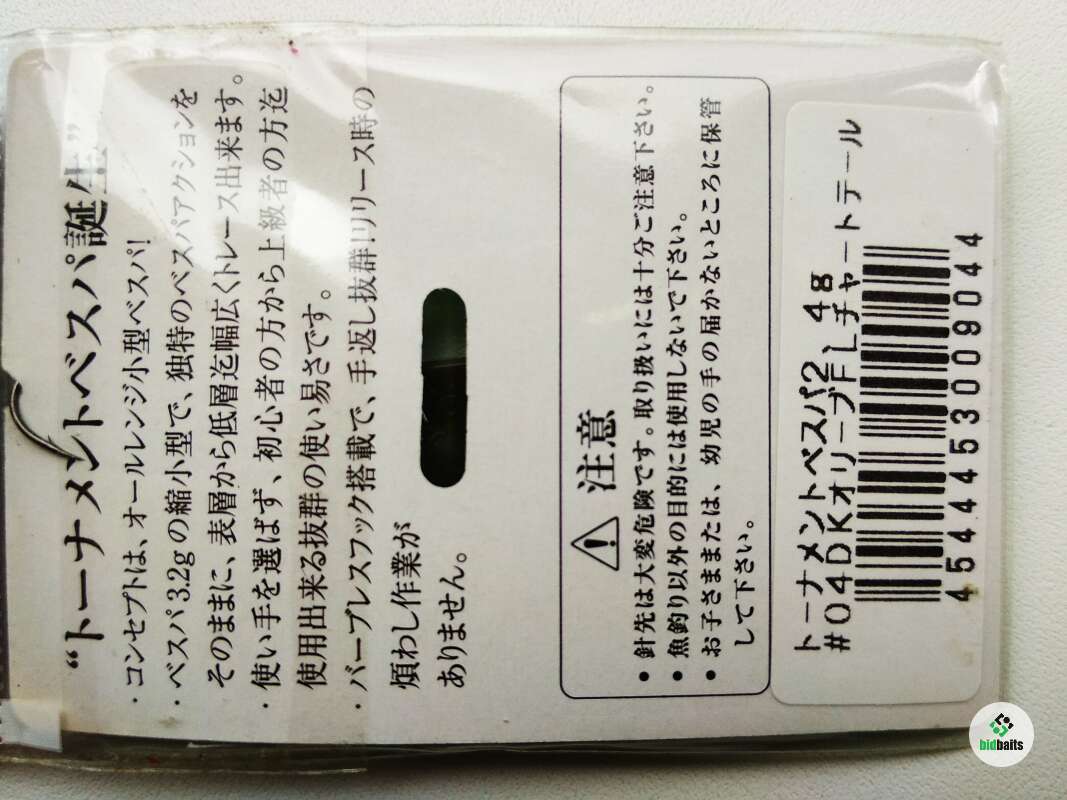 “トーナメントベスパ誕生”
・コンセプトは、オールレンジ小型ベスパ!
・ベスパ3.2gの縮小型で、独特のベスパアクションを
そのままに、表層から低層迄幅広くトレース出来ます。
・使い手を選ばず、初心者の方から上級者の方迄
使用出来る抜群の使い易さです。
・バーブレスフック搭載で、手返し抜群!リリース時の
煩わし作業が
ありません。
⚠ 注意
●針先は大変危険です。取り扱いには十分ご注意下さい。
●魚釣り以外の目的には使用しないで下さい。
●お子さままたは、幼児の手の届かないところに保管
して下さい。
トーナメントベスパ2.4g
#04DKオリーブFLチャートテール
4544453009044
bidbaits